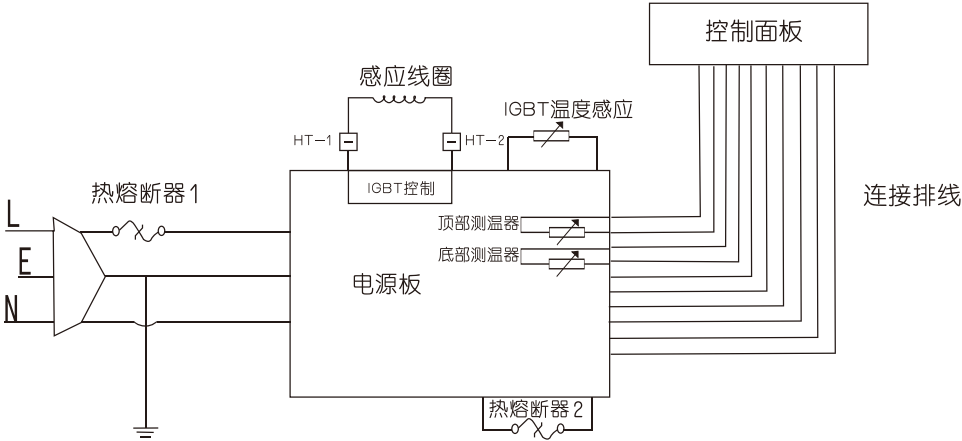 控制面板
感应线圈
IGBT温度感应
HT-1
HT-2
热熔断器1
IGBT控制
连接排线
L
顶部测温器
E
底部测温器
电源板
N
热熔断器2